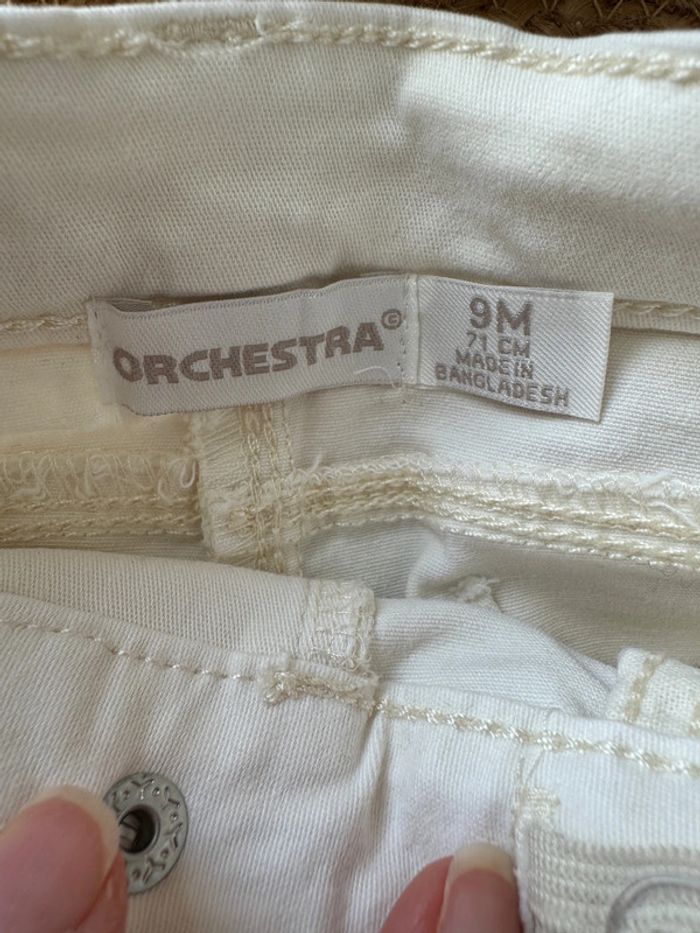 ORCHESTRA©
9M
71 CM
MADE IN
BANGLADESH